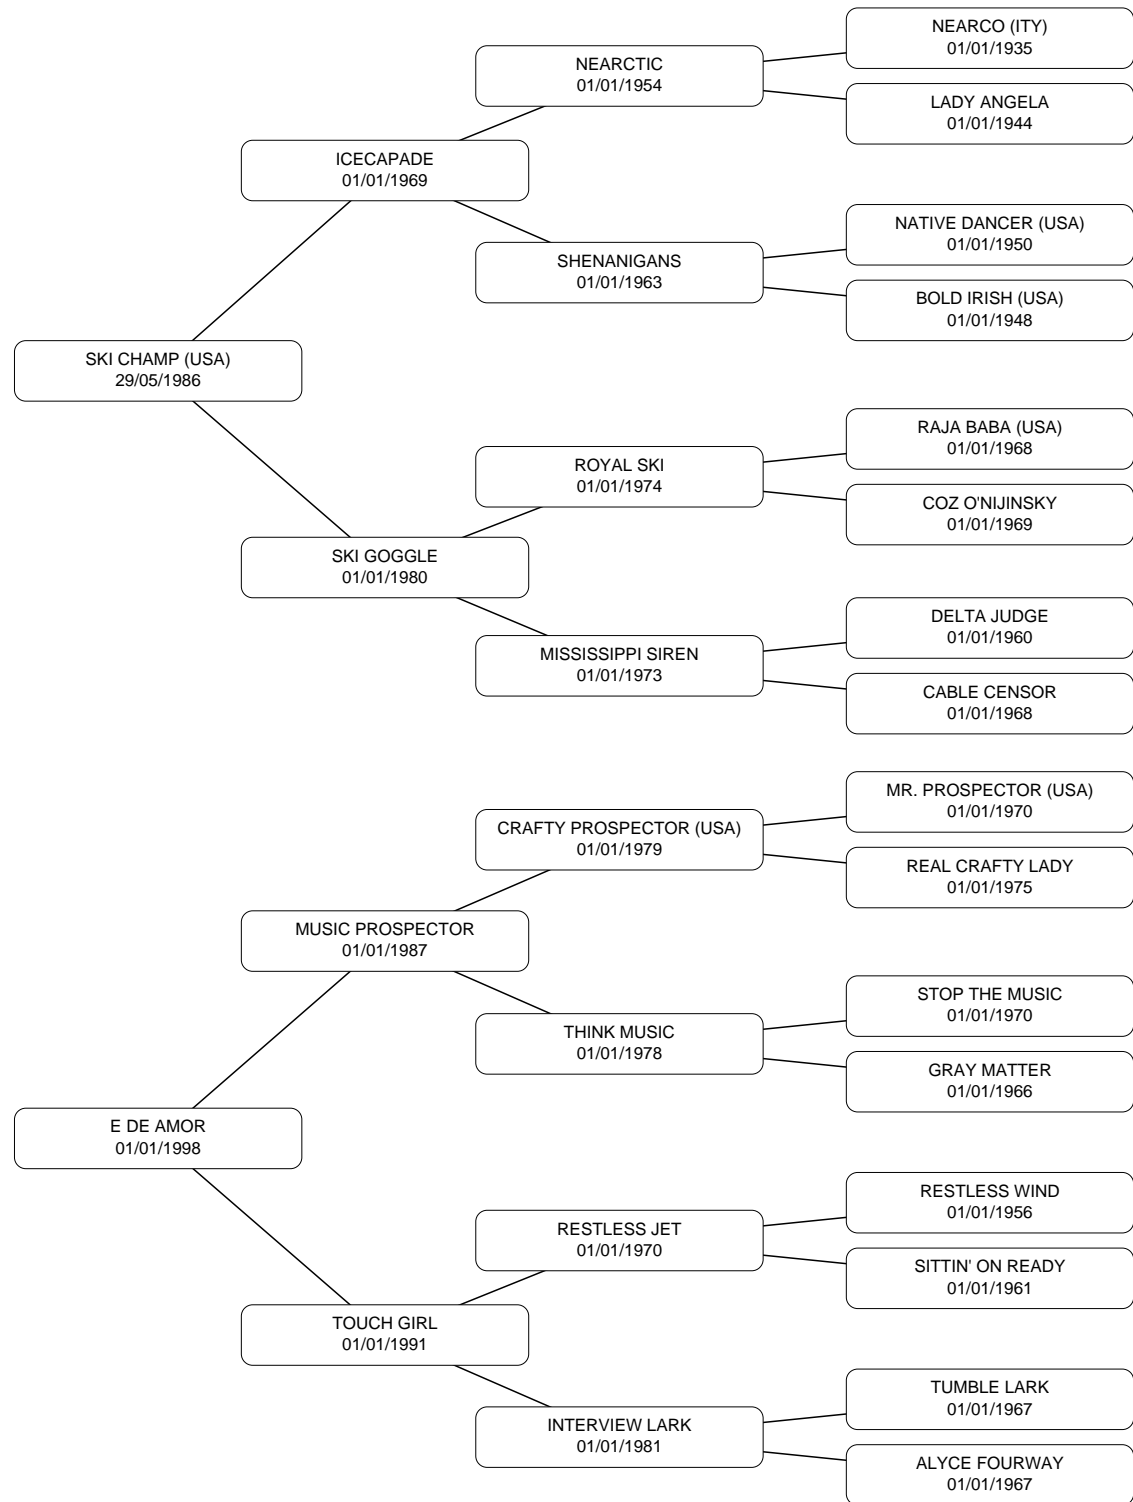 NEARCO (ITY)
01/01/1935
NEARCTIC
01/01/1954
LADY ANGELA
01/01/1944
ICECAPADE
01/01/1969
NATIVE DANCER (USA)
01/01/1950
SHENANIGANS
01/01/1963
BOLD IRISH (USA)
01/01/1948
SKI CHAMP (USA)
29/05/1986
RAJA BABA (USA)
01/01/1968
ROYAL SKI
01/01/1974
COZ O'NIJINSKY
01/01/1969
SKI GOGGLE
01/01/1980
DELTA JUDGE
01/01/1960
MISSISSIPPI SIREN
01/01/1973
CABLE CENSOR
01/01/1968
MR. PROSPECTOR (USA)
01/01/1970
CRAFTY PROSPECTOR (USA)
01/01/1979
REAL CRAFTY LADY
01/01/1975
MUSIC PROSPECTOR
01/01/1987
STOP THE MUSIC
01/01/1970
THINK MUSIC
01/01/1978
GRAY MATTER
01/01/1966
E DE AMOR
01/01/1998
RESTLESS WIND
01/01/1956
RESTLESS JET
01/01/1970
SITTIN' ON READY
01/01/1961
TOUCH GIRL
01/01/1991
TUMBLE LARK
01/01/1967
INTERVIEW LARK
01/01/1981
ALYCE FOURWAY
01/01/1967